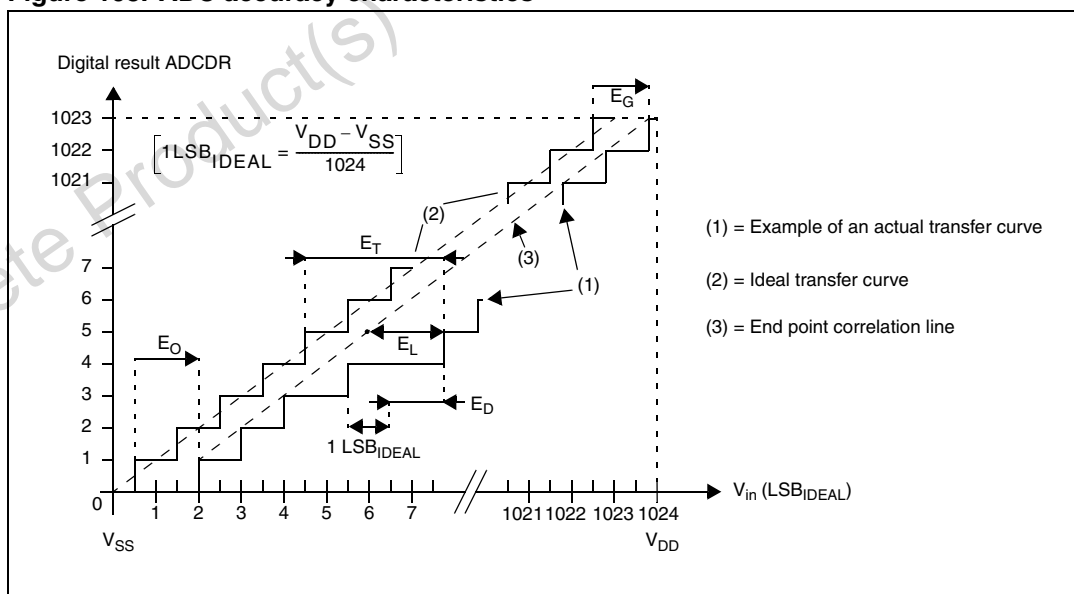 Figure 103. ADC accuracy characteristics
Digital result ADCDR
1023
1022
1021
[1LSB_IDEAL = (V_DD – V_SS) / 1024]
E_G
(2)
E_T
(3)
(1)
(1) = Example of an actual transfer curve
(2) = Ideal transfer curve
(3) = End point correlation line
7
6
5
4
3
2
1
0
E_O
E_L
E_D
1 LSB_IDEAL
1 2 3 4 5 6 7 1021 1022 1023 1024
V_in (LSB_IDEAL)
V_SS
V_DD
ete Product(s)